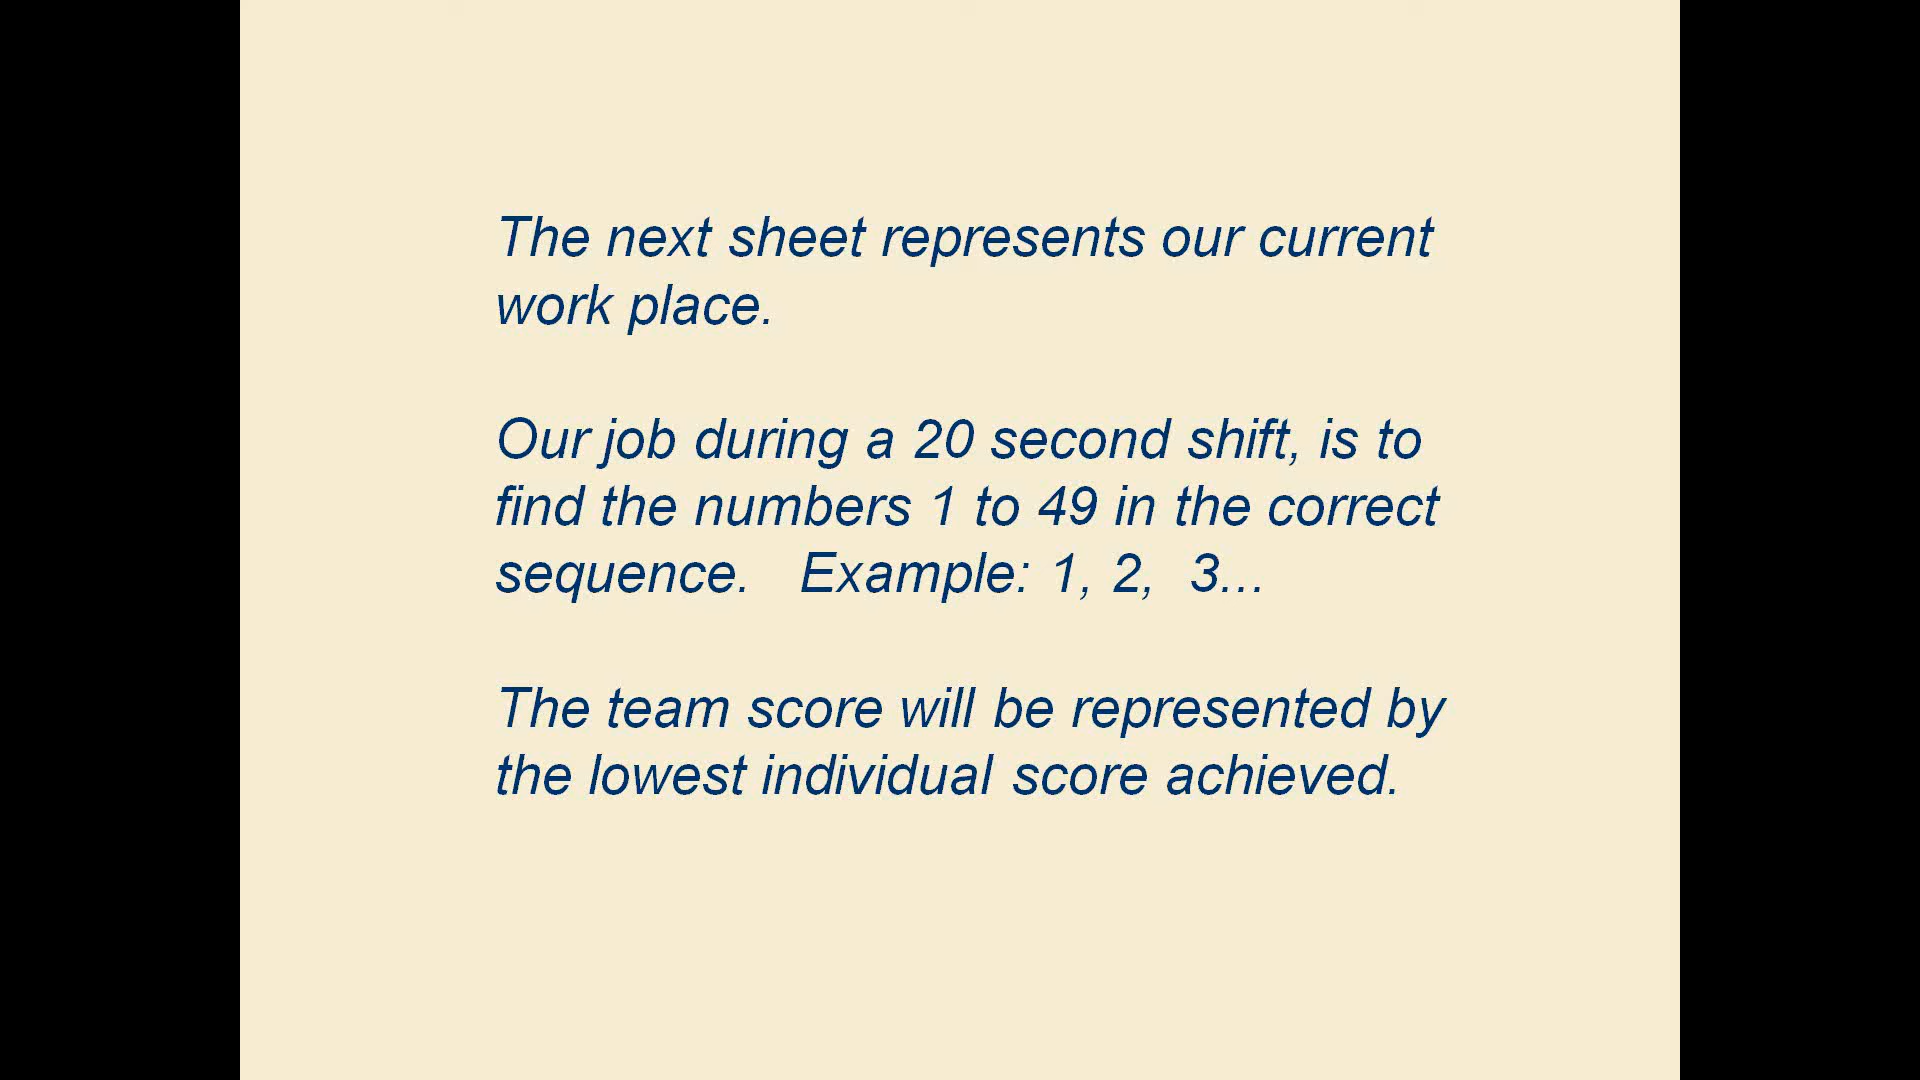 The next sheet represents our current
work place.
Our job during a 20 second shift, is to
find the numbers 1 to 49 in the correct
sequence.   Example: 1, 2,  3...
The team score will be represented by
the lowest individual score achieved.